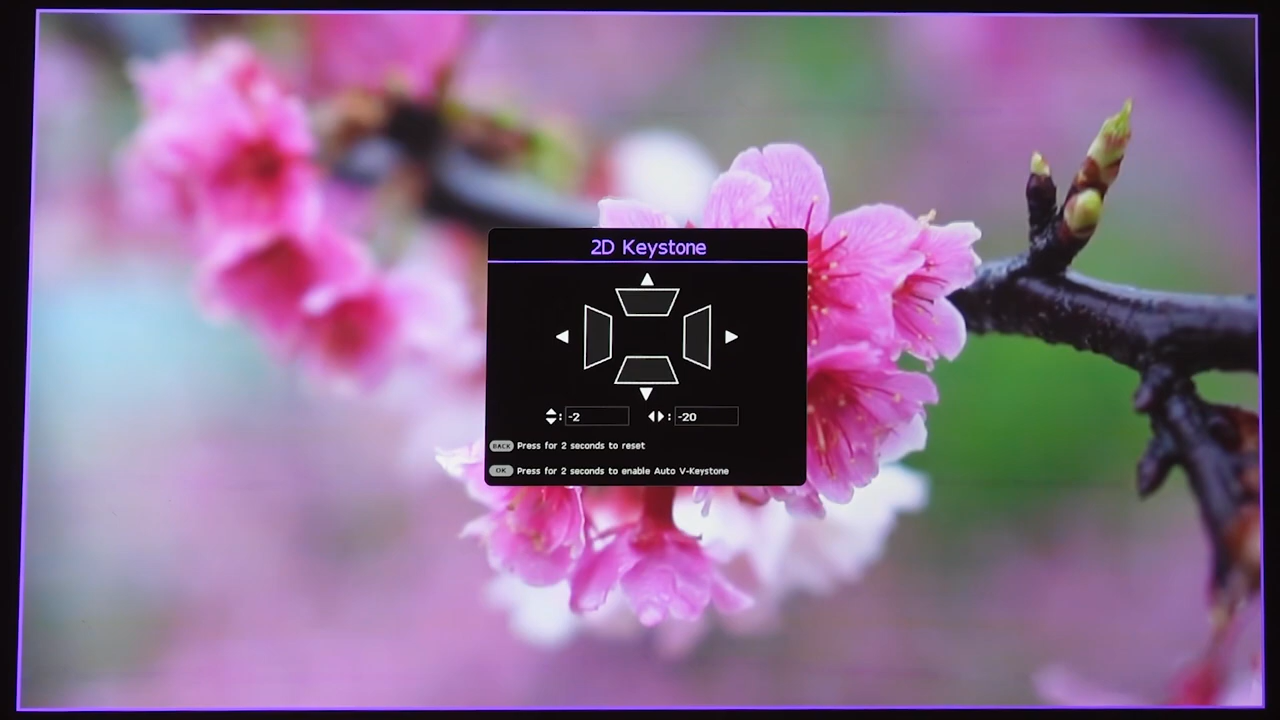 2D Keystone
: -2 : -20
BACK Press for 2 seconds to reset
OK Press for 2 seconds to enable Auto V-Keystone